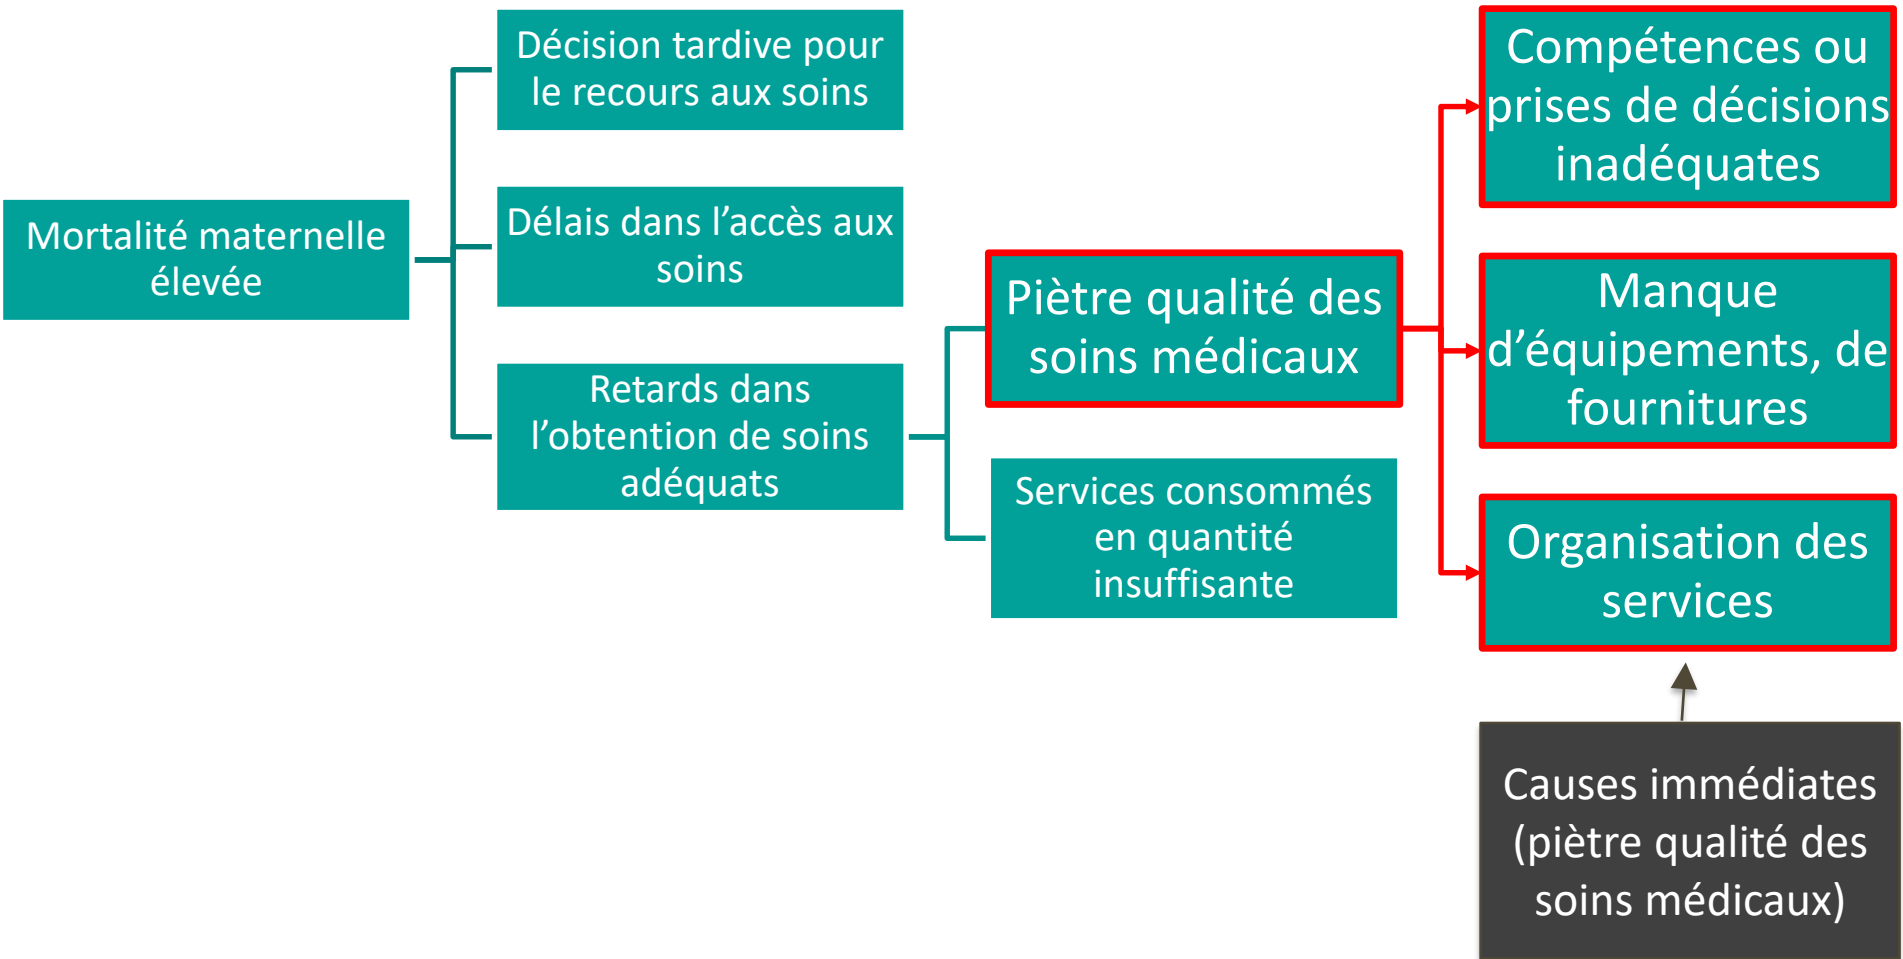 Mortalité maternelle
élevée
Décision tardive pour
le recours aux soins
Délais dans l’accès aux
soins
Retards dans
l’obtention de soins
adéquats
Piètre qualité des
soins médicaux
Services consommés
en quantité
insuffisante
Compétences ou
prises de décisions
inadéquates
Manque
d’équipements, de
fournitures
Organisation des
services
Causes immédiates
(piètre qualité des
soins médicaux)